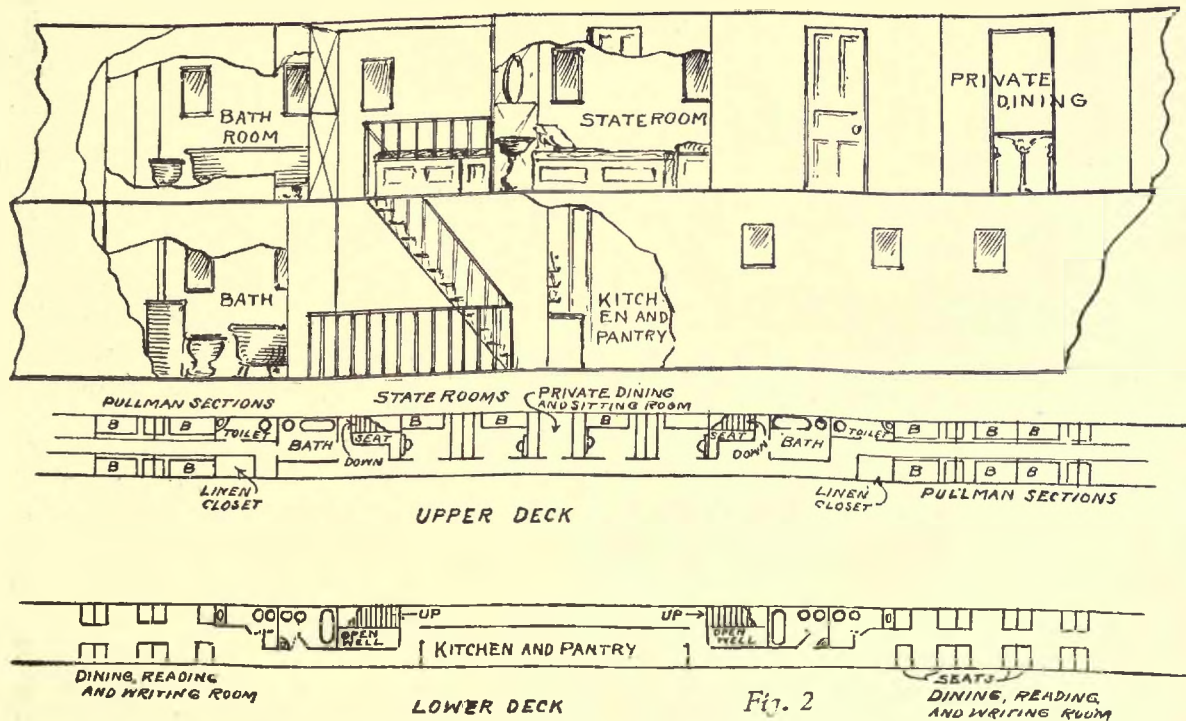 BATH
ROOM
STATEROOM
PRIVATE
DINING
BATH
KITCH-
EN AND
PANTRY
PULLMAN SECTIONS
STATE ROOMS
PRIVATE DINING
AND SITTING ROOM
B B TOILET BATH SEAT B B B SEAT BATH TOILET B B B
DOWN DOWN
B B B B B
LINEN
CLOSET
LINEN
CLOSET
PULLMAN SECTIONS
UPPER DECK
UP UP
OPEN
WELL
KITCHEN AND PANTRY
OPEN
WELL
DINING, READING
AND WRITING ROOM
SEATS
DINING, READING,
AND WRITING ROOM
LOWER DECK
Fig. 2